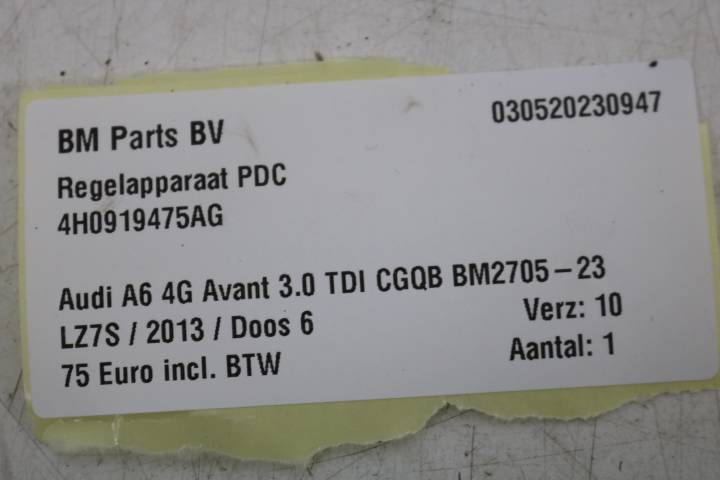 BM Parts BV
030520230947
Regelapparaat PDC
4H0919475AG
Audi A6 4G Avant 3.0 TDI CGQB BM2705-23
LZ7S / 2013 / Doos 6
Verz: 10
75 Euro incl. BTW
Aantal: 1